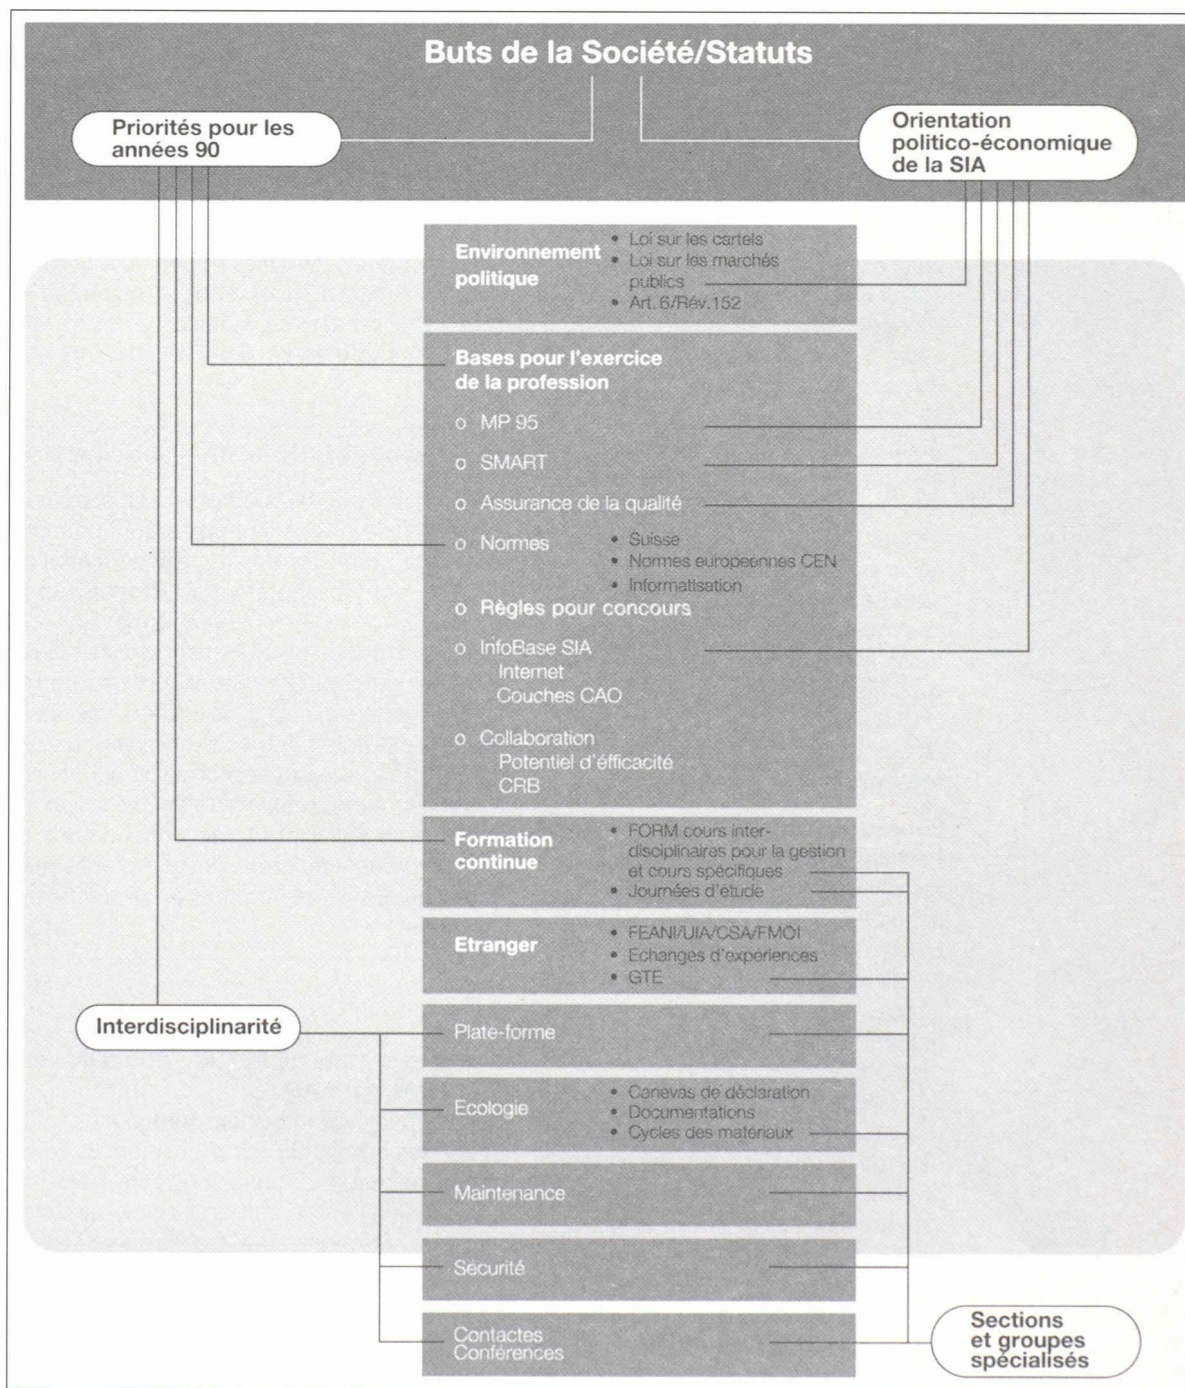 Buts de la Société/Statuts
Priorités pour les
années 90
Orientation
politico-économique
de la SIA
Environnement
politique
• Loi sur les cartels
• Loi sur les marchés
publics
• Art. 6/Rév.152
Bases pour l'exercice
de la profession
o MP 95
o SMART
o Assurance de la qualité
o Normes
• Suisse
• Normes europeennes CEN
• Informatisation
o Règles pour concours
o InfoBase SIA
Internet
Couches CAO
o Collaboration
Potentiel d'éfficacité
CRB
Formation
continue
• FORM cours inter-
disciplinaires pour la gestion
et cours spécifiques
• Journées d'étude
Etranger
• FEANI/UIA/CSA/FMOI
• Echanges d'expériences
• GTE
Interdisciplinarité
Plate-forme
Ecologie
• Canevas de déclaration
• Documentations
• Cycles des matériaux
Maintenance
Sécurité
Contactes
Conférences
Sections
et groupes
spécialisés